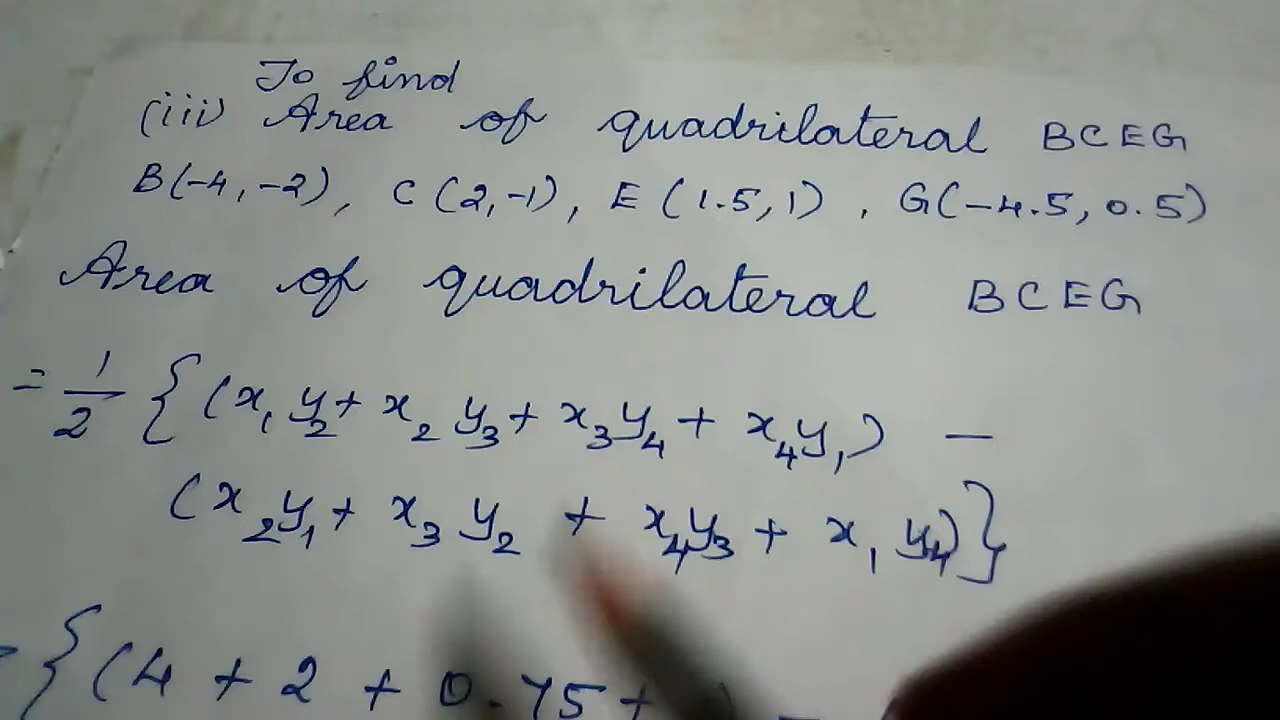 To find
(iii) Area of quadrilateral BCEG
B(-4, -2), C(2, -1), E(1.5, 1), G(-4.5, 0.5)
Area of quadrilateral BCEG
= 1/2 {(x₁y₂ + x₂y₃ + x₃y₄ + x₄y₁) —
(x₂y₁ + x₃y₂ + x₄y₃ + x₁y₄)}
= {(4 + 2 + 0.75 + ) -